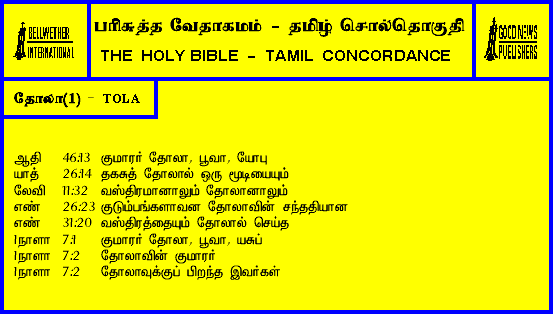 BELLWETHER
INTERNATIONAL
பரிசுத்த வேதாகமம் - தமிழ் சொல்தொகுதி
THE HOLY BIBLE - TAMIL CONCORDANCE
GOOD NEWS
PUBLISHERS
தோலா(1) - TOLA
ஆதி 46:13 குமாரர் தோலா, பூவா, யோபு
யாத் 26:14 தகசுத் தோலால் ஒரு மூடியையும்
லேவி 11:32 வஸ்திரமானாலும் தோலானாலும்
எண் 26:23 குடும்பங்களாவன தோலாவின் சந்ததியான
எண் 31:20 வஸ்திரத்தையும் தோலால் செய்த
1நாளா 7:1 குமாரர் தோலா, பூவா, யசுப்
1நாளா 7:2 தோலாவின் குமாரர்
1நாளா 7:2 தோலாவுக்குப் பிறந்த இவர்கள்